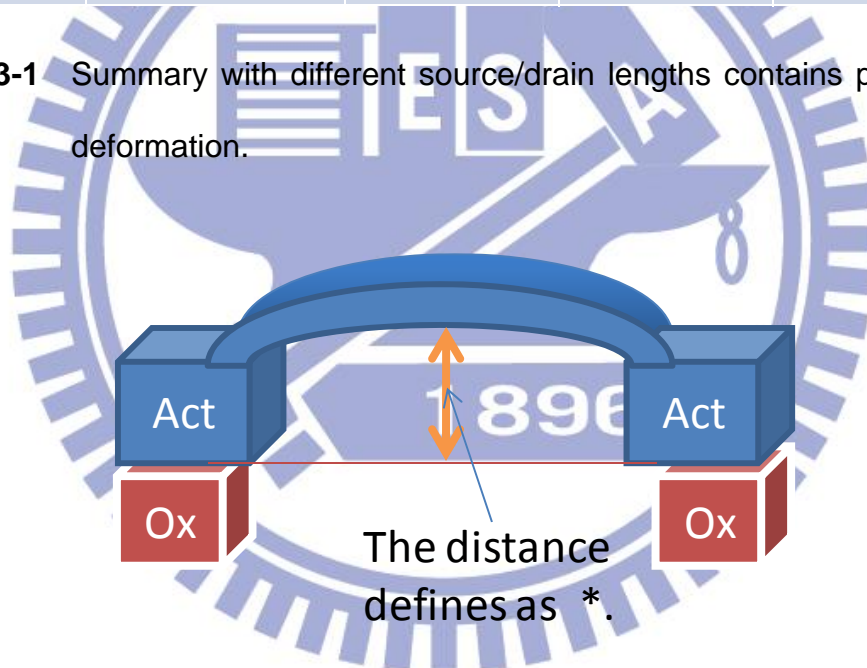 3-1 Summary with different source/drain lengths contains p
deformation.
E S A
1896
Act Act
Ox Ox
The distance
defines as *.